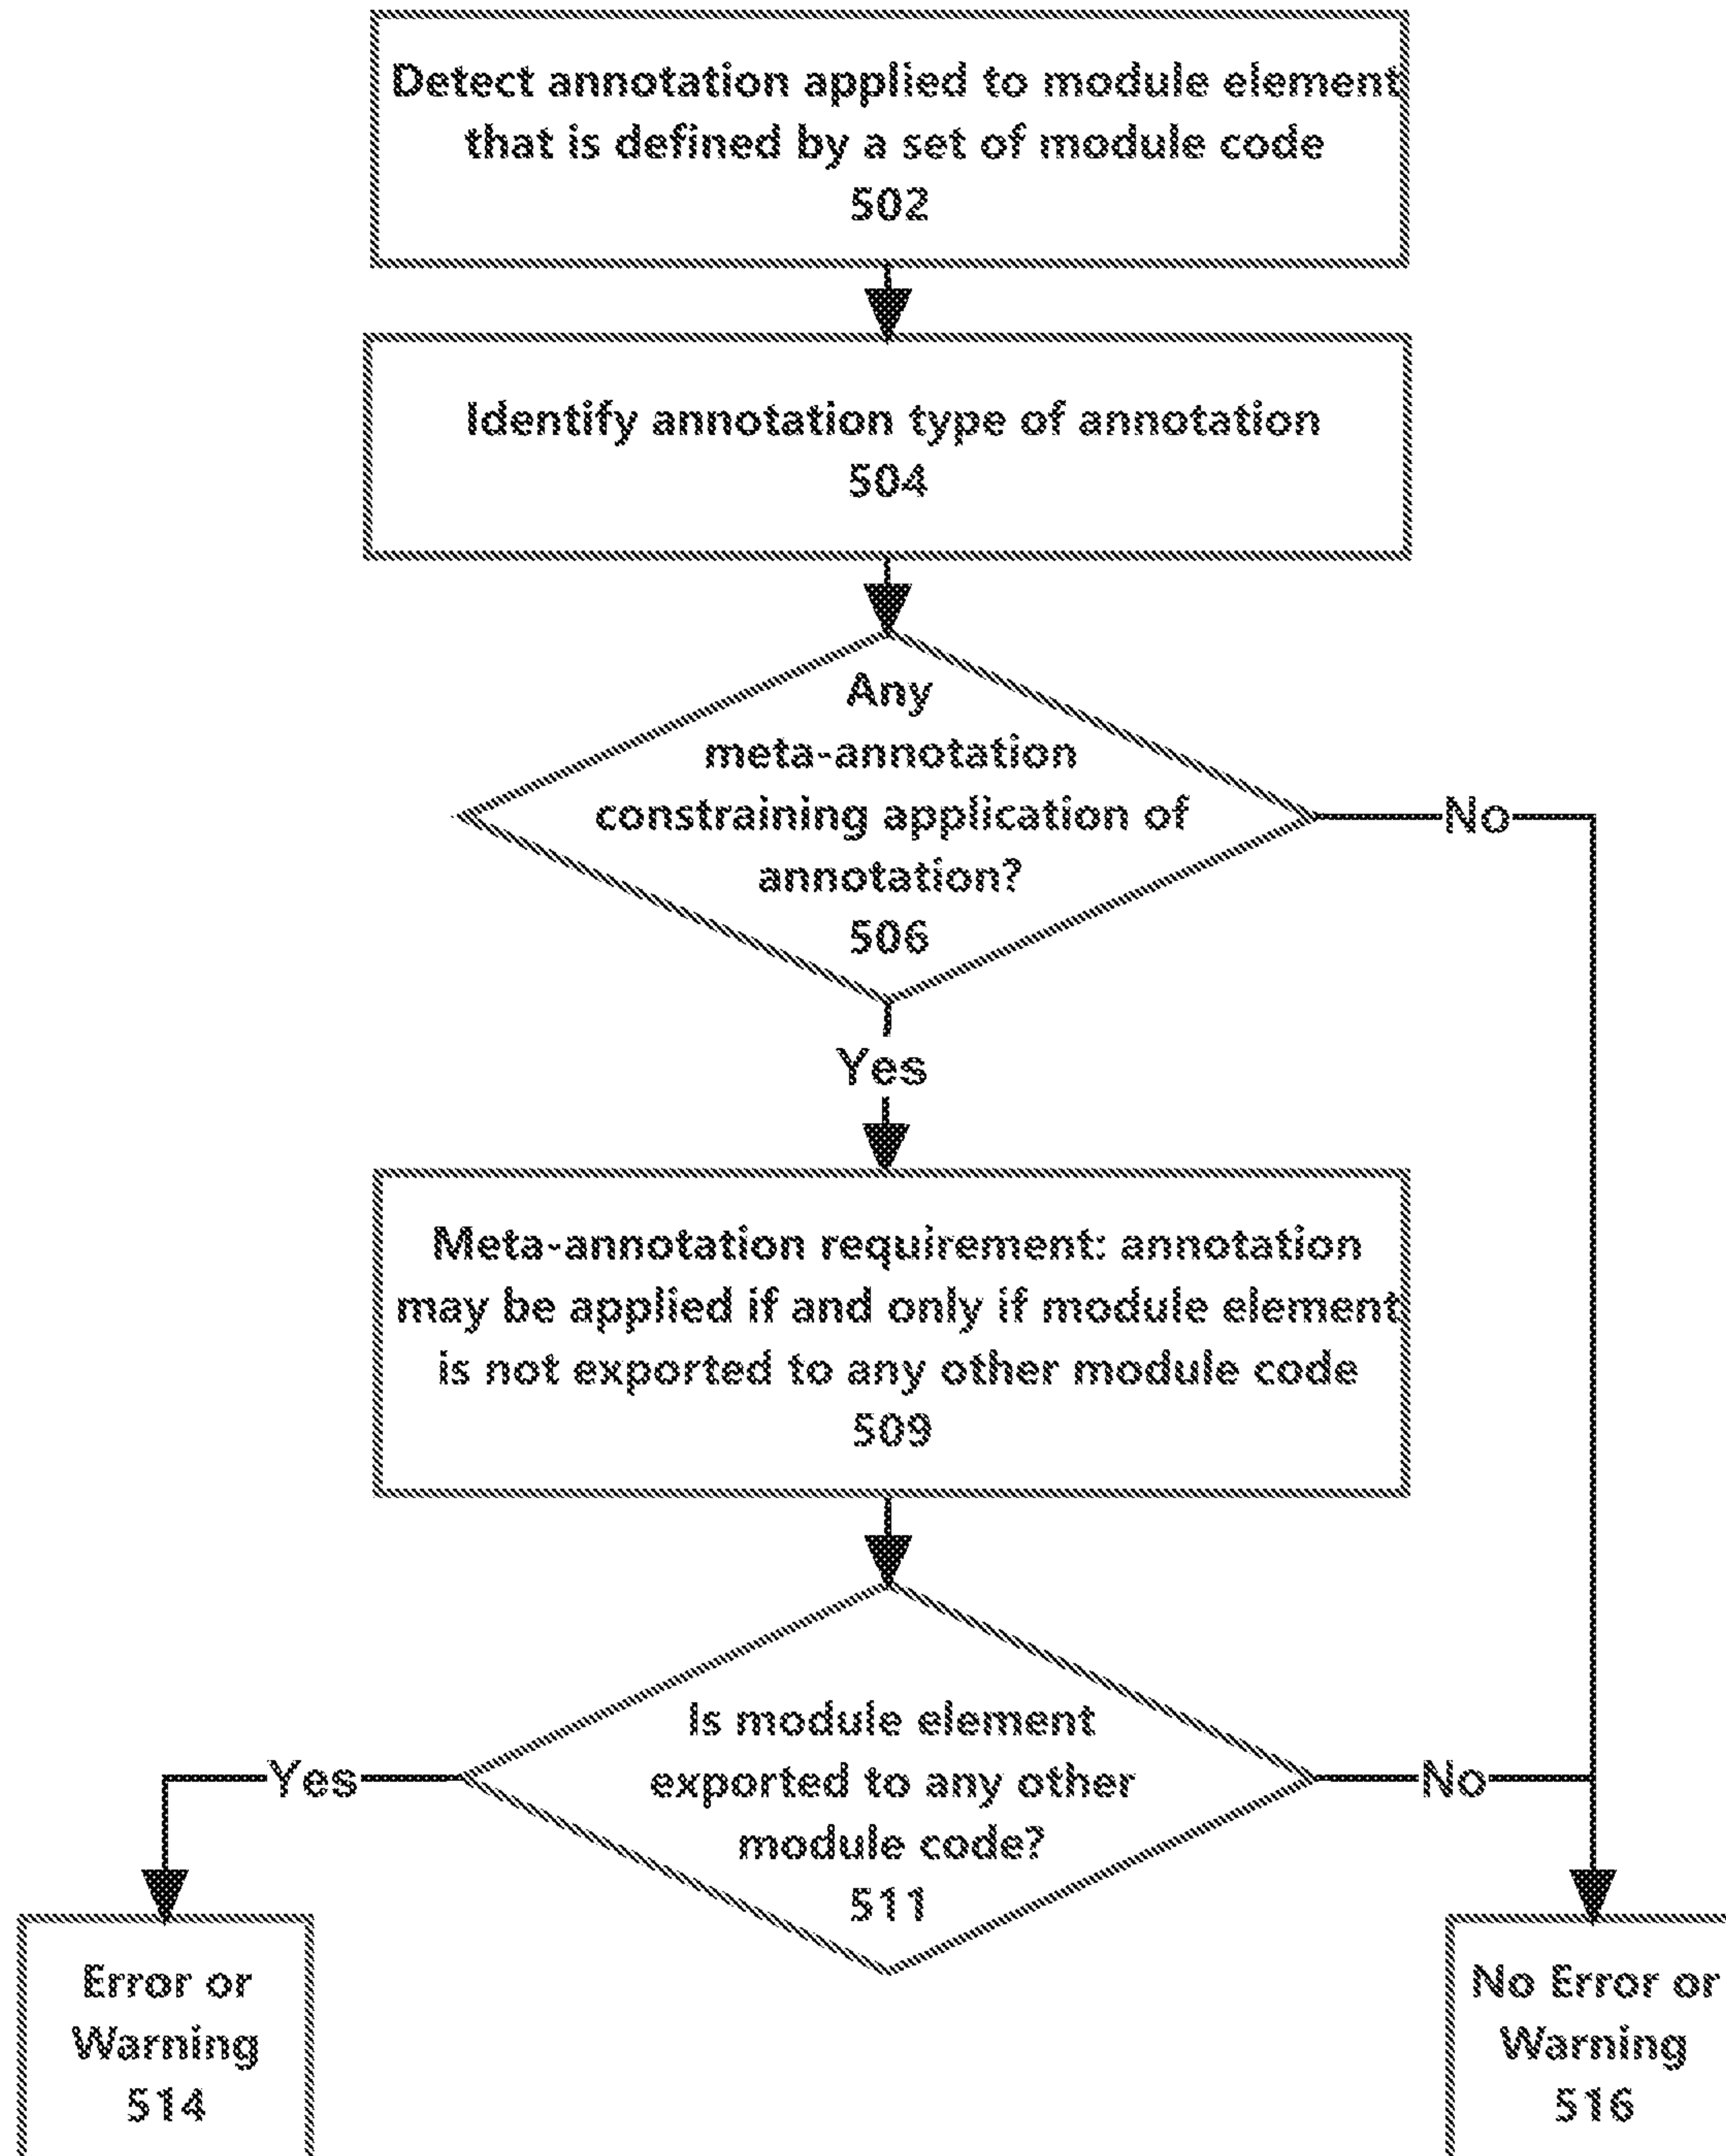 Detect annotation applied to module element
that is defined by a set of module code
502
Identify annotation type of annotation
504
Any
meta-annotation
constraining application of
annotation?
506
No
Yes
Meta-annotation requirement: annotation
may be applied if and only if module element
is not exported to any other module code
509
Is module element
exported to any other
module code?
511
Yes
No
Error or
Warning
514
No Error or
Warning
516